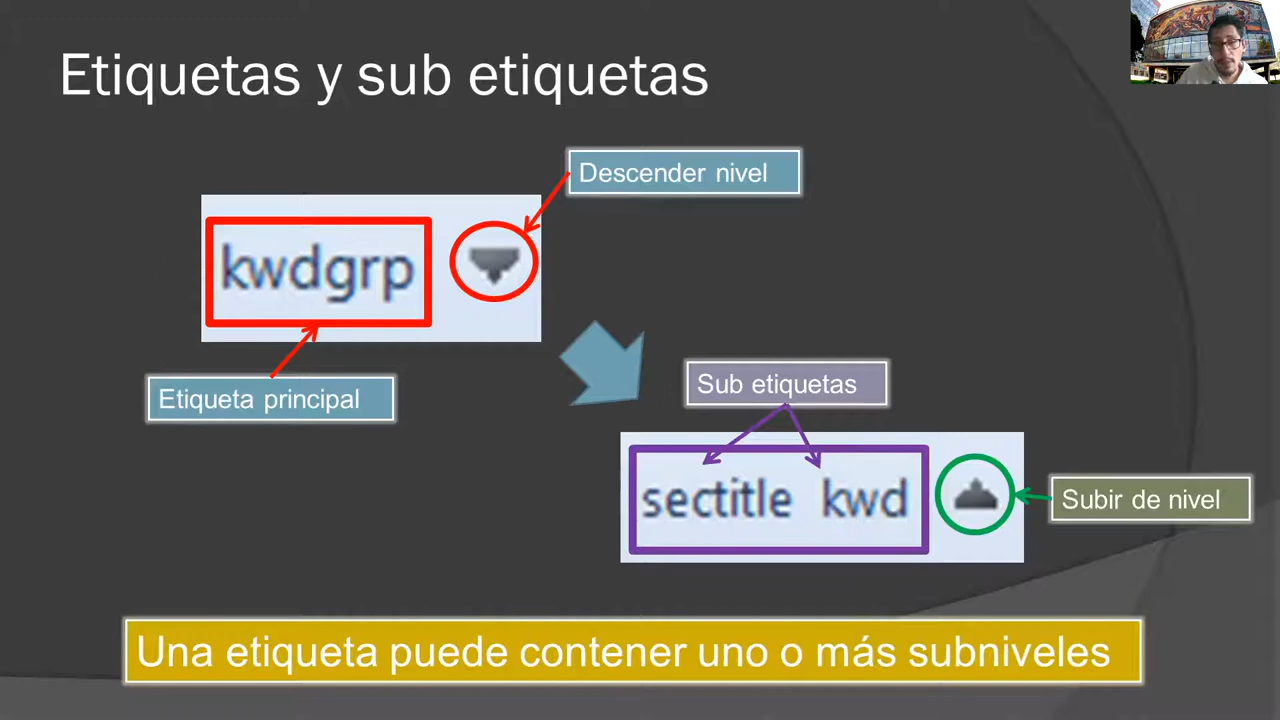 Etiquetas y sub etiquetas
Descender nivel
kwdgrp
Etiqueta principal
Sub etiquetas
sectitle kwd
Subir de nivel
Una etiqueta puede contener uno o más subniveles